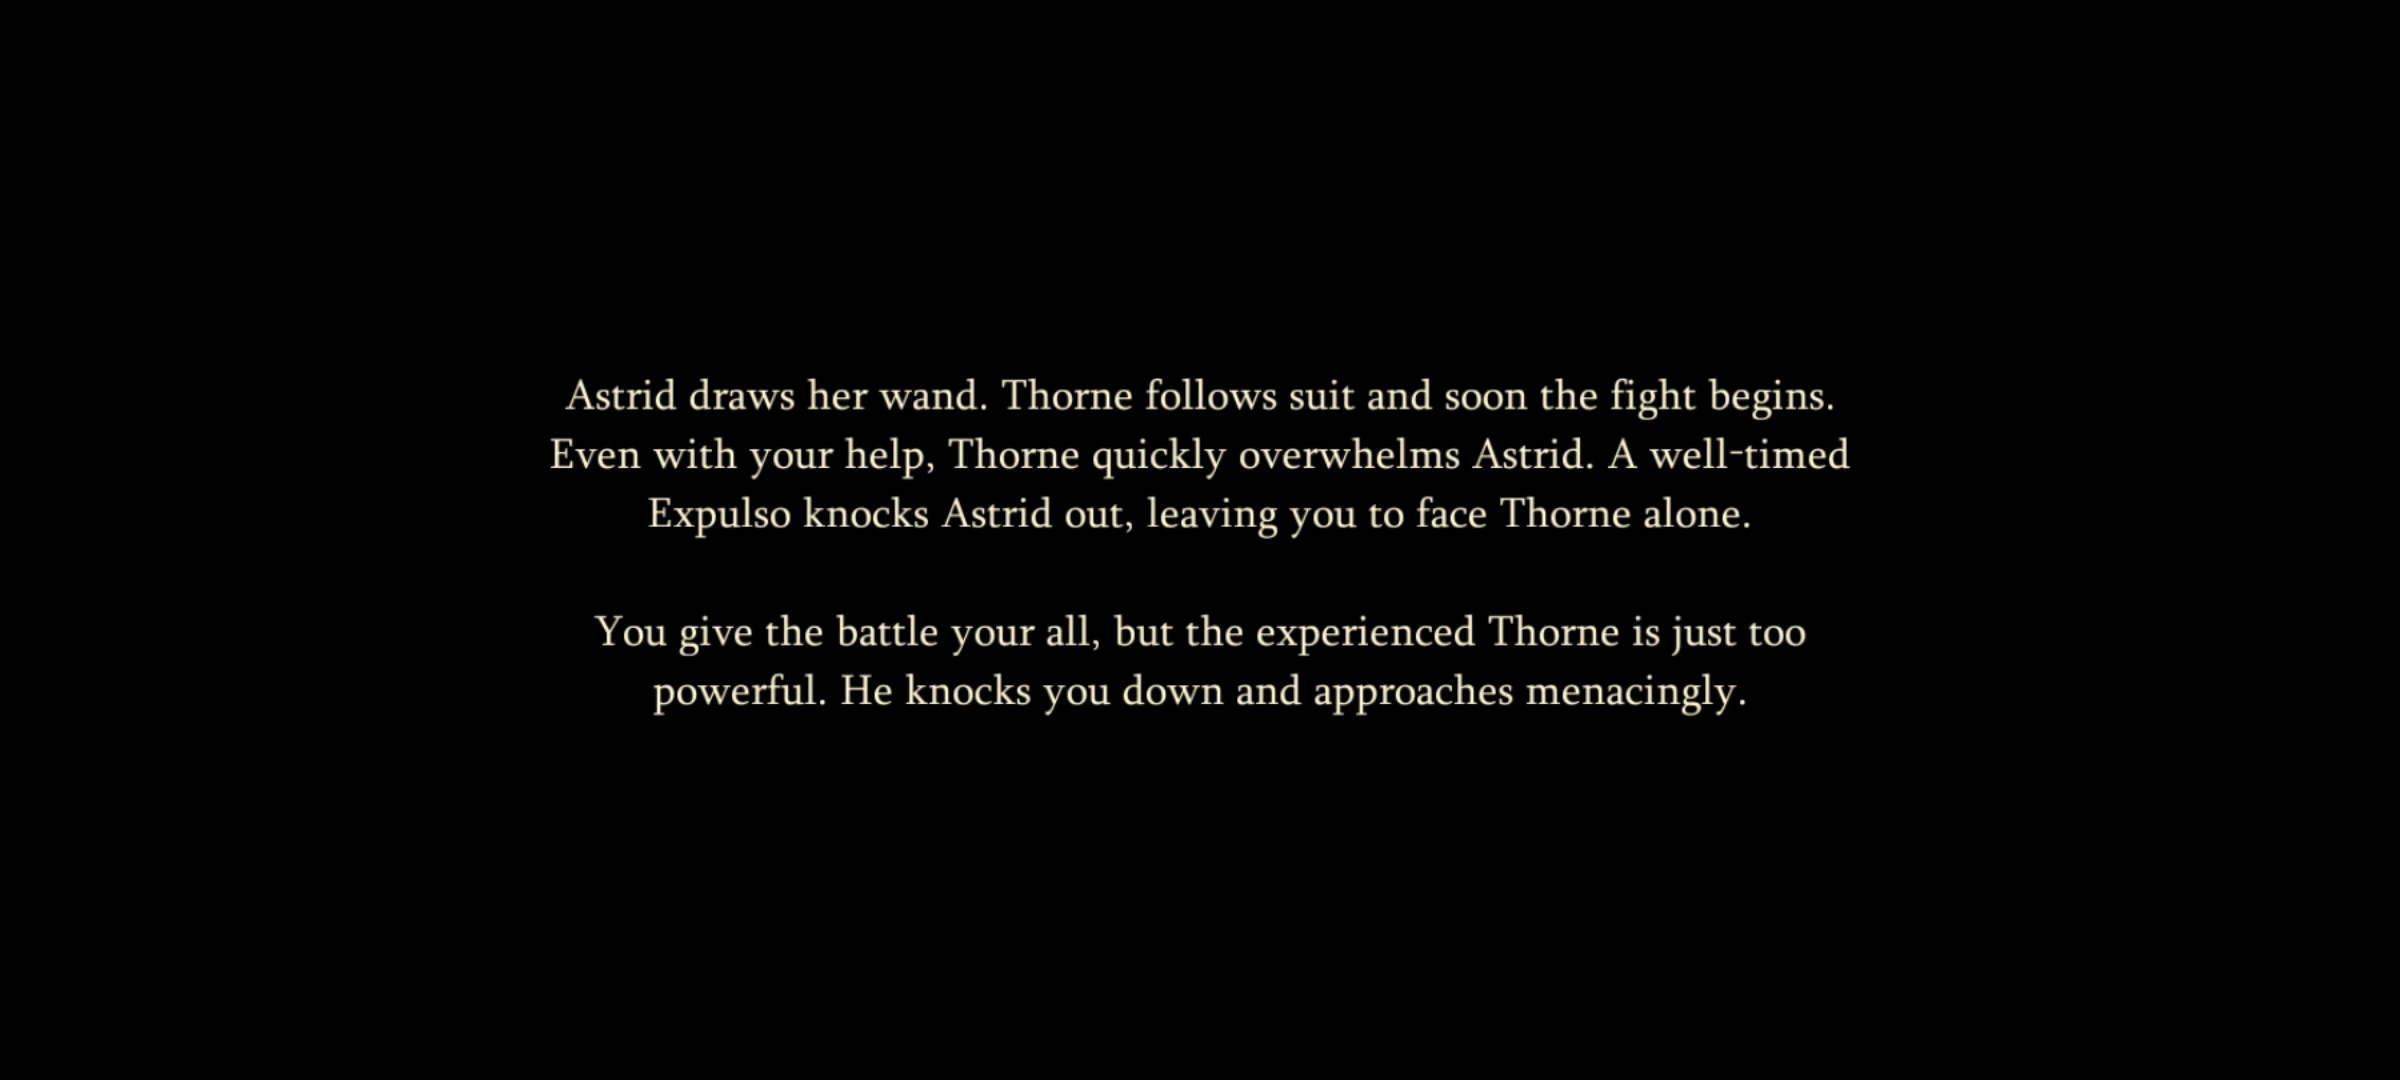 Astrid draws her wand. Thorne follows suit and soon the fight begins.
Even with your help, Thorne quickly overwhelms Astrid. A well-timed
Expulso knocks Astrid out, leaving you to face Thorne alone.
You give the battle your all, but the experienced Thorne is just too
powerful. He knocks you down and approaches menacingly.